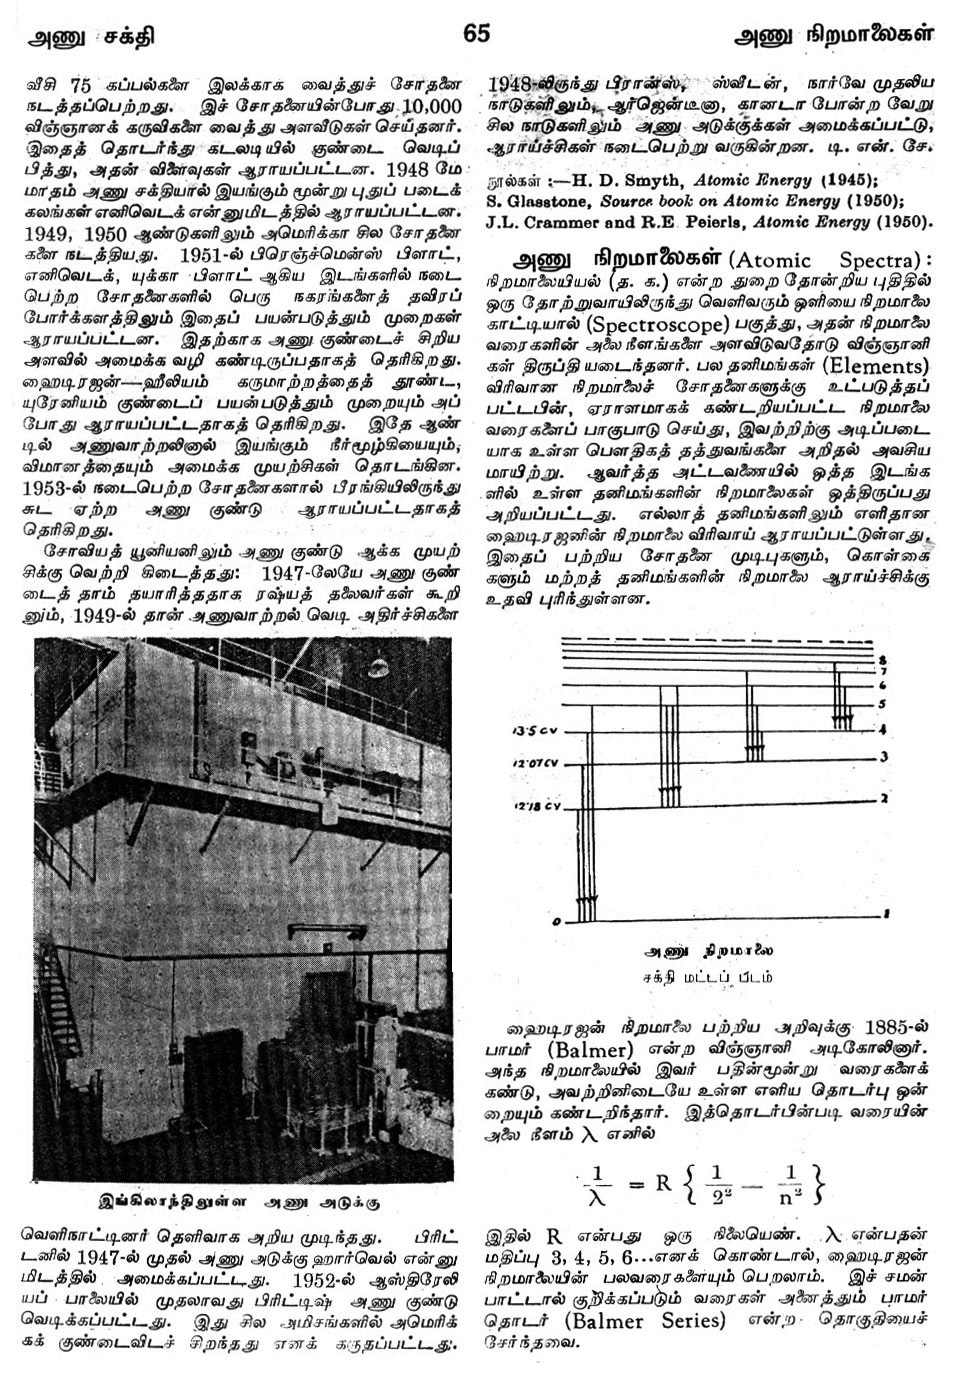 அணு சக்தி
65
அணு நிறமாலைகள்
வீசி 75 கப்பல்களை இலக்காக வைத்துச் சோதனை
நடத்தப்பெற்றது. இச் சோதனையின்போது 10,000
விஞ்ஞானக் கருவிகளை வைத்து அளவீடுகள் செய்தனர்.
இதைத் தொடர்ந்து கடலடியில் குண்டை வெடிப்
பித்து, அதன் விளைவுகள் ஆராயப்பட்டன. 1948 மே
மாதம் அணு சக்தியால் இயங்கும் மூன்று புதுப் படைக்
கலங்கள் எனிவெடக் என்னுமிடத்தில் ஆராயப்பட்டன.
1949, 1950 ஆண்டுகளிலும் அமெரிக்கா சில சோதனை
களை நடத்தியது. 1951-ல் பிரெஞ்ச்மென்ஸ் பிளாட்,
எனிவெடக், யுக்கா பிளாட் ஆகிய இடங்களில் நடை
பெற்ற சோதனைகளில் பெரு நகரங்களைத் தவிரப்
போர்க்களத்திலும் இதைப் பயன்படுத்தும் முறைகள்
ஆராயப்பட்டன. இதற்காக அணு குண்டைச் சிறிய
அளவில் அமைக்க வழி கண்டிருப்பதாகத் தெரிகிறது.
ஹைடிரஜன்—ஹீலியம் கருமாற்றத்தைத் தூண்ட,
யுரேனியம் குண்டைப் பயன்படுத்தும் முறையும் அப்
போது ஆராயப்பட்டதாகத் தெரிகிறது. இதே ஆண்
டில் அணுவாற்றலினால் இயங்கும் நீர்மூழ்கியையும்,
விமானத்தையும் அமைக்க முயற்சிகள் தொடங்கின.
1953-ல் நடைபெற்ற சோதனைகளால் பீரங்கியிலிருந்து
சுட ஏற்ற அணு குண்டு ஆராயப்பட்டதாகத்
தெரிகிறது.
சோவியத் யூனியனிலும் அணு குண்டு ஆக்க முயற்
சிக்கு வெற்றி கிடைத்தது: 1947-லேயே அணு குண்
டைத் தாம் தயாரித்ததாக ரஷ்யத் தலைவர்கள் கூறி
னும், 1949-ல் தான் அணுவாற்றல் வெடி அதிர்ச்சிகளை
இங்கிலாந்திலுள்ள அணு அடுக்கு
வெளிநாட்டினர் தெளிவாக அறிய முடிந்தது. பிரிட்
டனில் 1947-ல் முதல் அணு அடுக்கு ஹார்வெல் என்னு
மிடத்தில் அமைக்கப்பட்டது. 1952-ல் ஆஸ்திரேலி
யப் பாலையில் முதலாவது பிரிட்டிஷ் அணு குண்டு
வெடிக்கப்பட்டது. இது சில அமிசங்களில் அமெரிக்
கக் குண்டைவிடச் சிறந்தது எனக் கருதப்பட்டது.
1948-லிருந்து பிரான்ஸ், ஸ்வீடன், நார்வே முதலிய
நாடுகளிலும், ஆர்ஜென்டீனா, கானடா போன்ற வேறு
சில நாடுகளிலும் அணு அடுக்குக்கள் அமைக்கப்பட்டு,
ஆராய்ச்சிகள் நடைபெற்று வருகின்றன. டி. என். சே.
நூல்கள் :—H. D. Smyth, Atomic Energy (1945);
S. Glasstone, Source book on Atomic Energy (1950);
J.L. Crammer and R.E. Peierls, Atomic Energy (1950).
அணு நிறமாலைகள் (Atomic Spectra) :
நிறமாலையியல் (த. க.) என்ற துறை தோன்றிய புதிதில்
ஒரு தோற்றுவாயிலிருந்து வெளிவரும் ஒளியை நிறமாலை
காட்டியால் (Spectroscope) பகுத்து, அதன் நிறமாலை
வரைகளின் அலை நீளங்களை அளவிடுவதோடு விஞ்ஞானி
கள் திருப்தி யடைந்தனர். பல தனிமங்கள் (Elements)
விரிவான நிறமாலைச் சோதனைகளுக்கு உட்படுத்தப்
பட்டபின், ஏராளமாகக் கண்டறியப்பட்ட நிறமாலை
வரைகளைப் பாகுபாடு செய்து, இவற்றிற்கு அடிப்படை
யாக உள்ள பௌதிகத் தத்துவங்களை அறிதல் அவசிய
மாயிற்று. ஆவர்த்த அட்டவணையில் ஒத்த இடங்க
ளில் உள்ள தனிமங்களின் நிறமாலைகள் ஒத்திருப்பது
அறியப்பட்டது. எல்லாத் தனிமங்களிலும் எளிதான
ஹைடிரஜனின் நிறமாலை விரிவாய் ஆராயப்பட்டுள்ளது.
இதைப் பற்றிய சோதனை முடிபுகளும், கொள்கை
களும் மற்றத் தனிமங்களின் நிறமாலை ஆராய்ச்சிக்கு
உதவி புரிந்துள்ளன.
8
7
6
5
13·5 CV 4
12·07 CV 3
12·18 CV 2
0 1
அணு நிறமாலை
சக்தி மட்டப் பீடம்
ஹைடிரஜன் நிறமாலை பற்றிய அறிவுக்கு 1885-ல்
பாமர் (Balmer) என்ற விஞ்ஞானி அடிகோலினார்.
அந்த நிறமாலையில் இவர் பதின்மூன்று வரைகளைக்
கண்டு, அவற்றினிடையே உள்ள எளிய தொடர்பு ஒன்
றையும் கண்டறிந்தார். இத்தொடர்பின்படி வரையின்
அலை நீளம் λ எனில்
1/λ = R { 1/2² — 1/n² }
இதில் R என்பது ஒரு நிலையெண். λ என்பதன்
மதிப்பு 3, 4, 5, 6...எனக் கொண்டால், ஹைடிரஜன்
நிறமாலையின் பலவரைகளையும் பெறலாம். இச் சமன்
பாட்டால் குறிக்கப்படும் வரைகள் அனைத்தும் பாமர்
தொடர் (Balmer Series) என்ற தொகுதியைச்
சேர்ந்தவை.